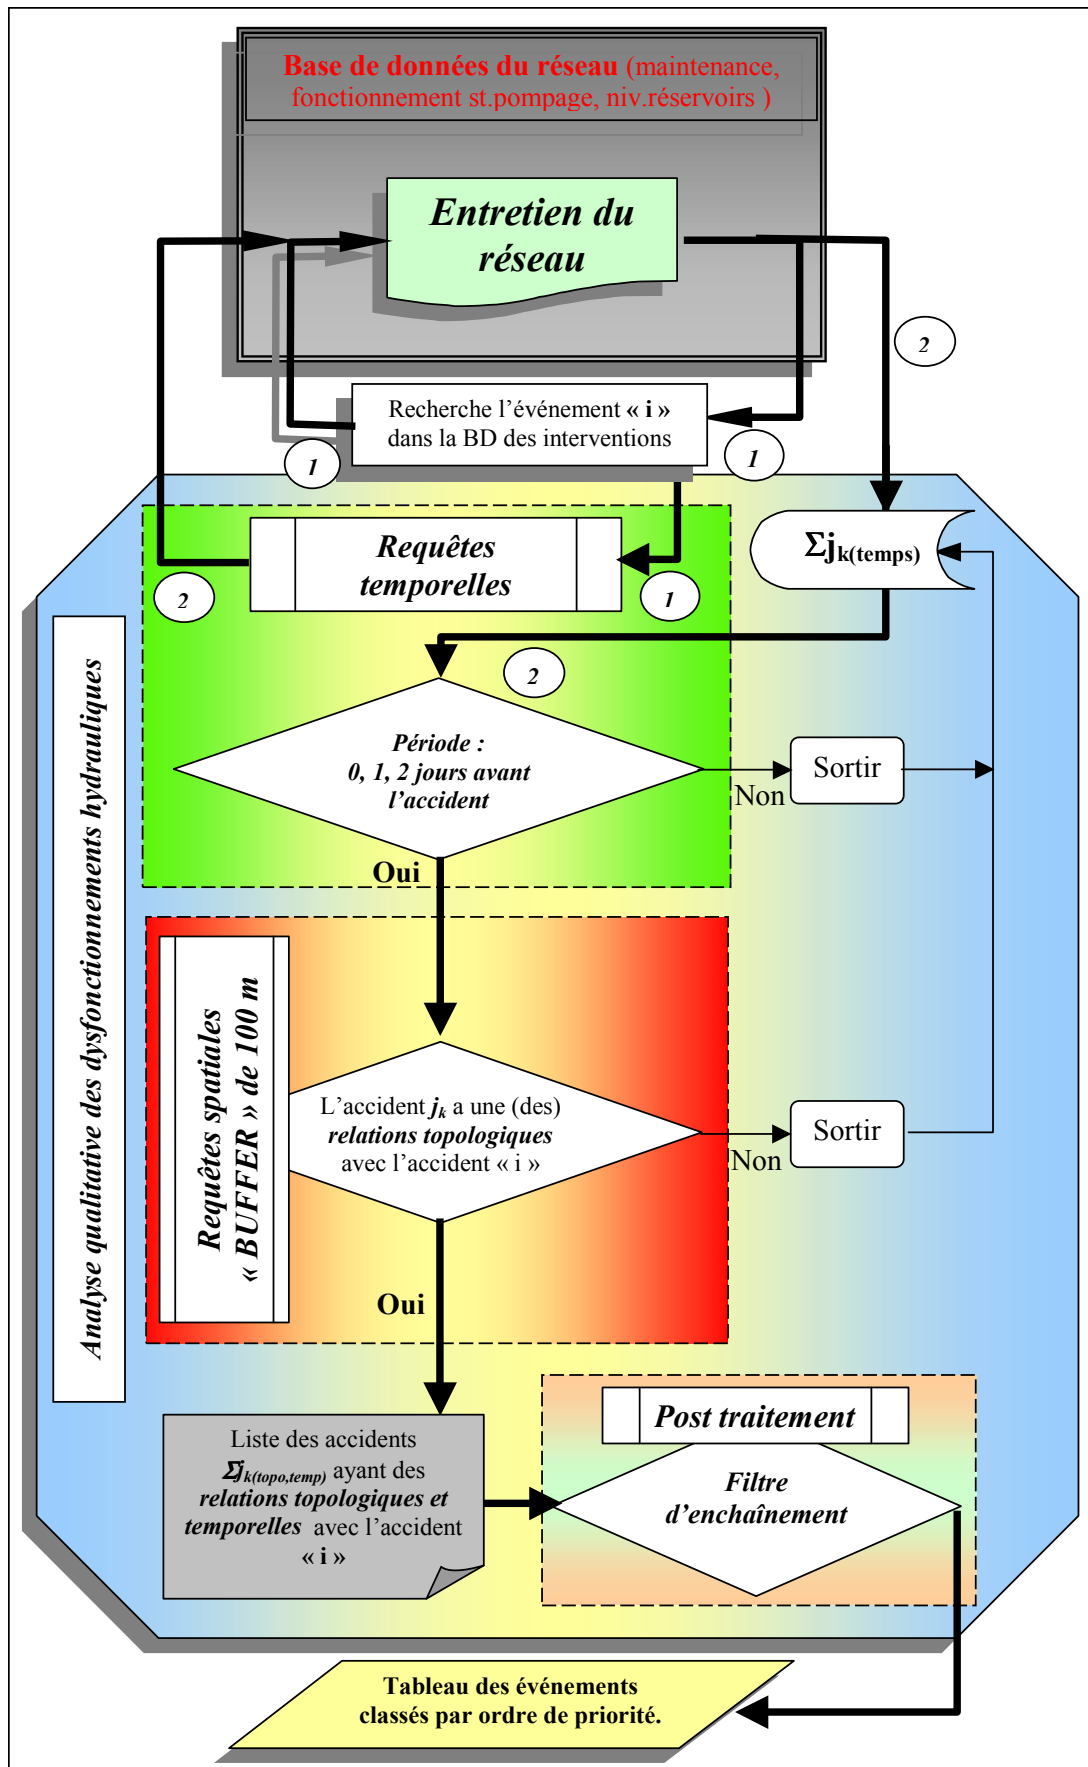 Base de données du réseau (maintenance,
fonctionnement st.pompage, niv.réservoirs )
Entretien du
réseau
2
Recherche l'événement « i »
dans la BD des interventions
1
1
Requêtes
temporelles
Σjk(temps)
2
1
2
Période :
0, 1, 2 jours avant
l'accident
Sortir
Non
Oui
Analyse qualitative des dysfonctionnements hydrauliques
Requêtes spatiales
« BUFFER » de 100 m
L'accident jk a une (des)
relations topologiques
avec l'accident « i »
Sortir
Non
Oui
Liste des accidents
Σjk(topo,temp) ayant des
relations topologiques et
temporelles avec l'accident
« i »
Post traitement
Filtre
d'enchaînement
Tableau des événements
classés par ordre de priorité.